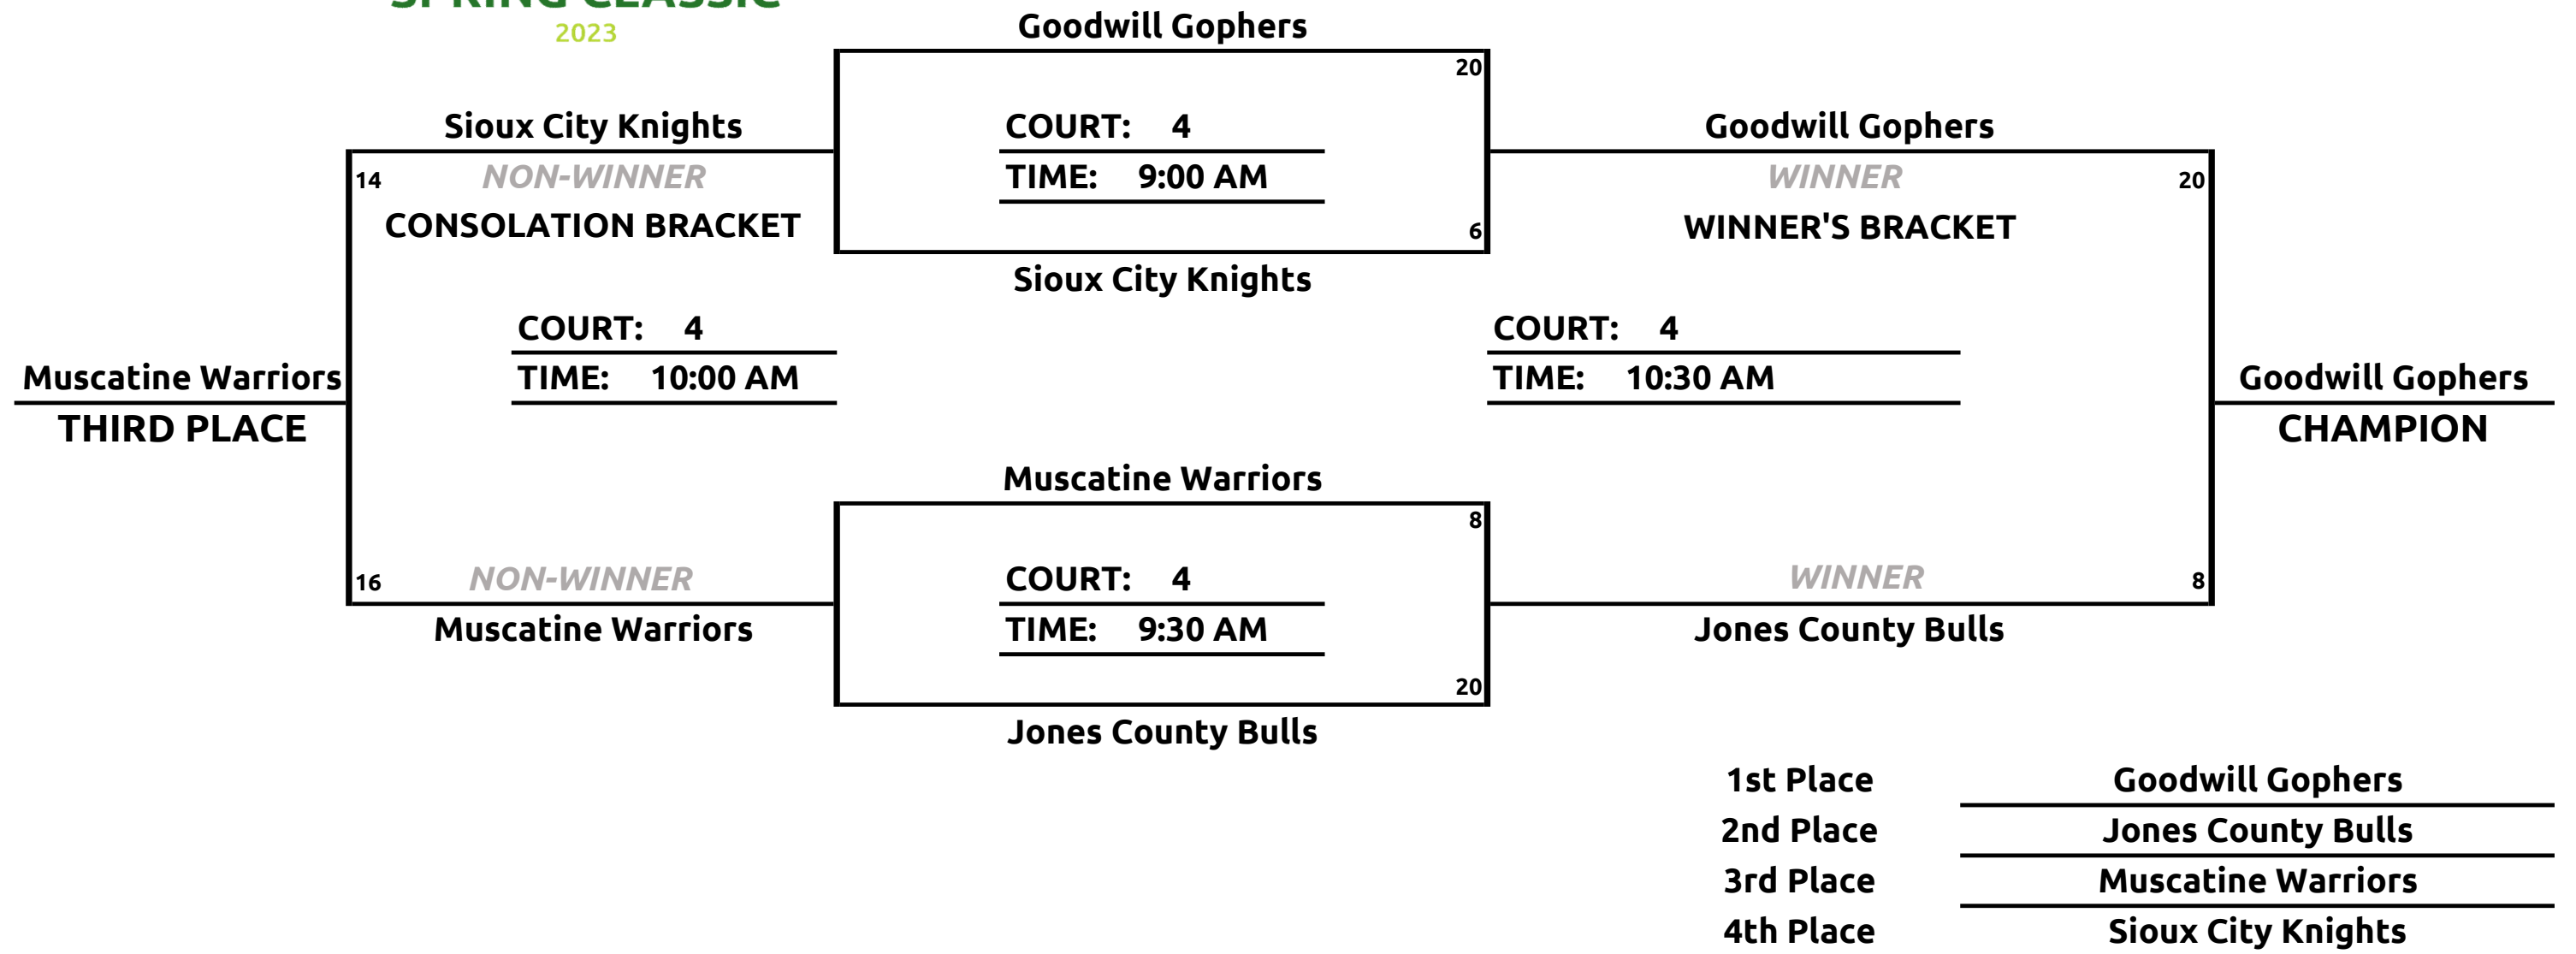 SPRING CLASSIC
2023
Goodwill Gophers
20
Sioux City Knights
COURT: 4
Goodwill Gophers
14
NON-WINNER
TIME: 9:00 AM
WINNER
20
CONSOLATION BRACKET
6
WINNER'S BRACKET
Sioux City Knights
COURT: 4
COURT: 4
Muscatine Warriors
TIME: 10:00 AM
TIME: 10:30 AM
Goodwill Gophers
THIRD PLACE
CHAMPION
Muscatine Warriors
8
16
NON-WINNER
COURT: 4
WINNER
8
Muscatine Warriors
TIME: 9:30 AM
Jones County Bulls
20
Jones County Bulls
1st Place Goodwill Gophers
2nd Place Jones County Bulls
3rd Place Muscatine Warriors
4th Place Sioux City Knights